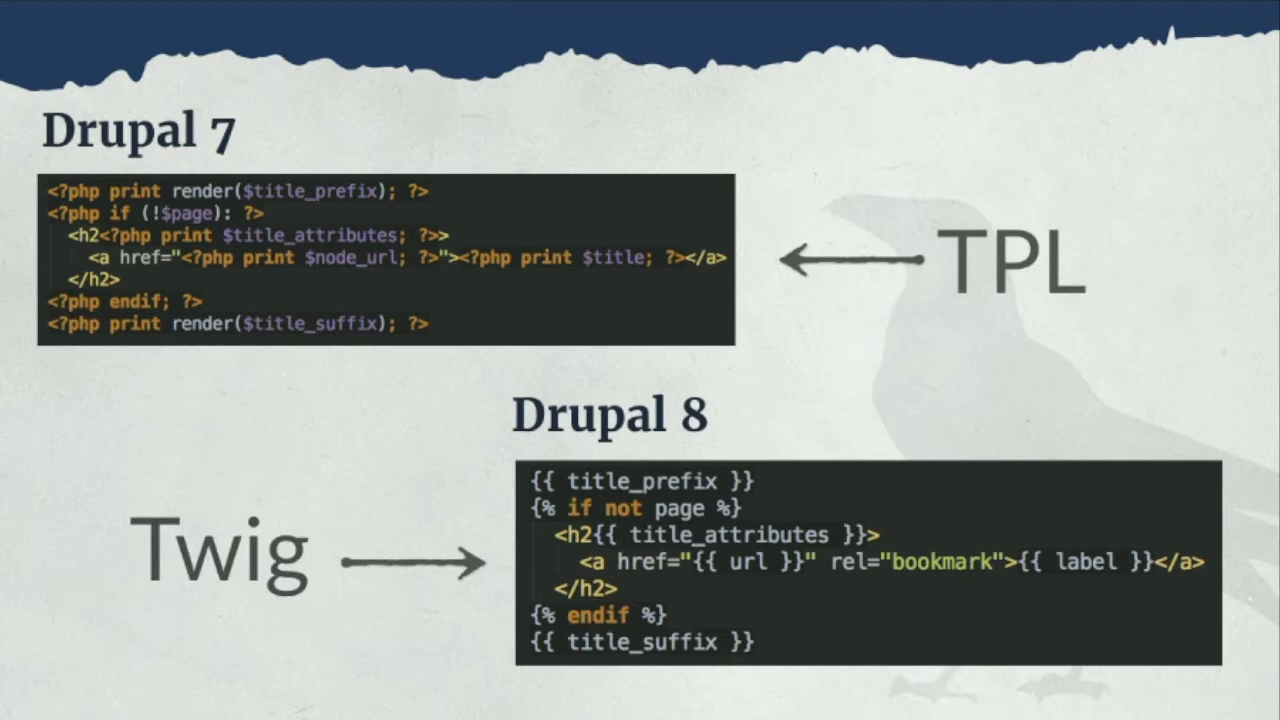 Drupal 7
<?php print render($title_prefix); ?>
<?php if (!$page): ?>
  <h2<?php print $title_attributes; ?>>
    <a href="<?php print $node_url; ?>"><?php print $title; ?></a>
  </h2>
<?php endif; ?>
<?php print render($title_suffix); ?>
TPL
Drupal 8
Twig
{{ title_prefix }}
{% if not page %}
  <h2{{ title_attributes }}>
    <a href="{{ url }}" rel="bookmark">{{ label }}</a>
  </h2>
{% endif %}
{{ title_suffix }}